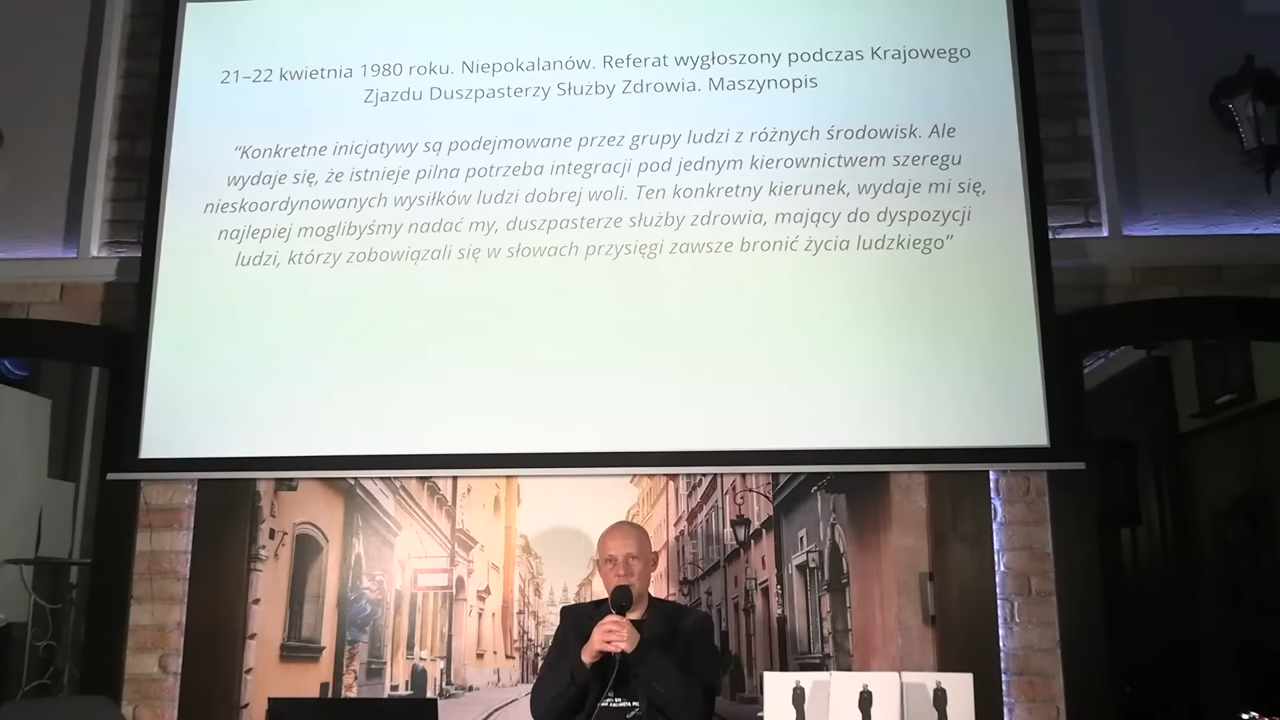 21–22 kwietnia 1980 roku. Niepokalanów. Referat wygłoszony podczas Krajowego
Zjazdu Duszpasterzy Służby Zdrowia. Maszynopis
“Konkretne inicjatywy są podejmowane przez grupy ludzi z różnych środowisk. Ale
wydaje się, że istnieje pilna potrzeba integracji pod jednym kierownictwem szeregu
nieskoordynowanych wysiłków ludzi dobrej woli. Ten konkretny kierunek, wydaje mi się,
najlepiej moglibyśmy nadać my, duszpasterze służby zdrowia, mający do dyspozycji
ludzi, którzy zobowiązali się w słowach przysięgi zawsze bronić życia ludzkiego”